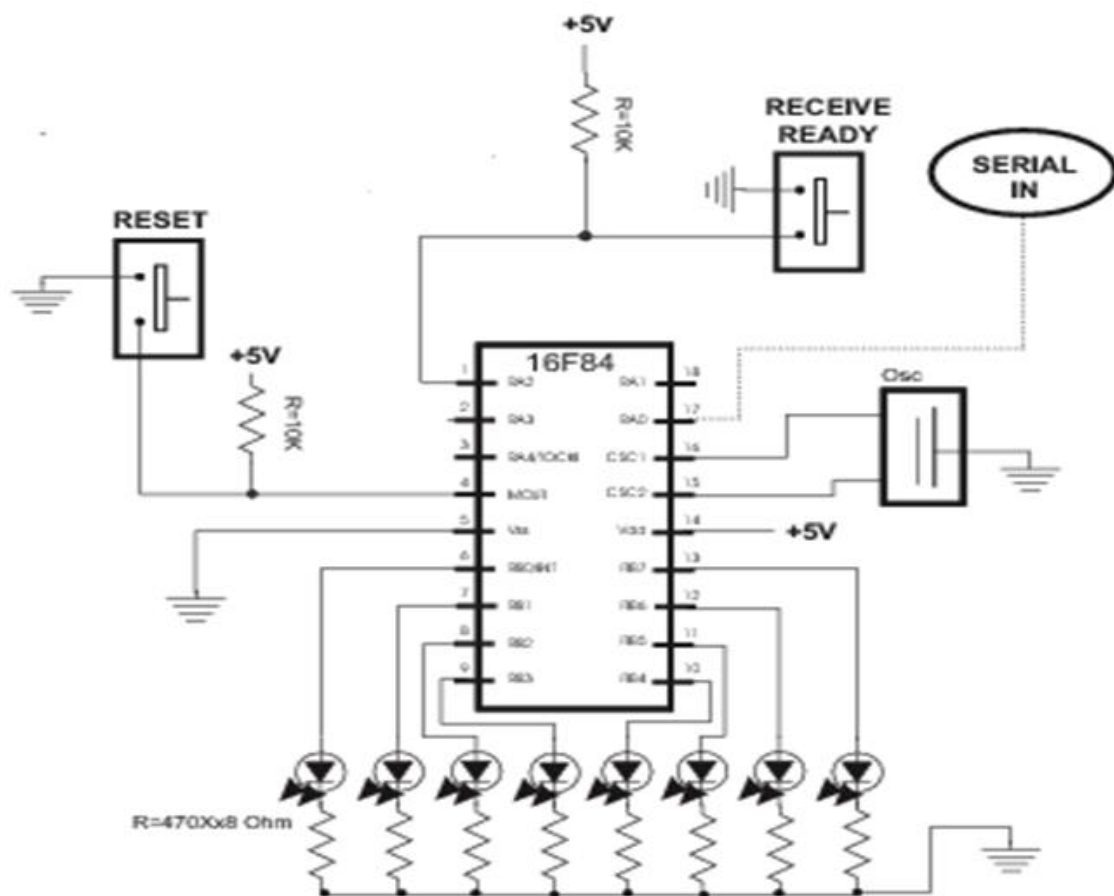 +5V
R=10K
RECEIVE
READY
SERIAL
IN
RESET
+5V
R=10K
16F84
Osc
1
RA2
RA1
18
2
RA3
RA0
17
3
RA4/TOCKI
OSC1
16
4
MCLR
OSC2
15
5
Vss
Vdd
14
+5V
6
RB0/INT
RB7
13
7
RB1
RB6
12
8
RB2
RB5
11
9
RB3
RB4
10
R=470Xx8 Ohm